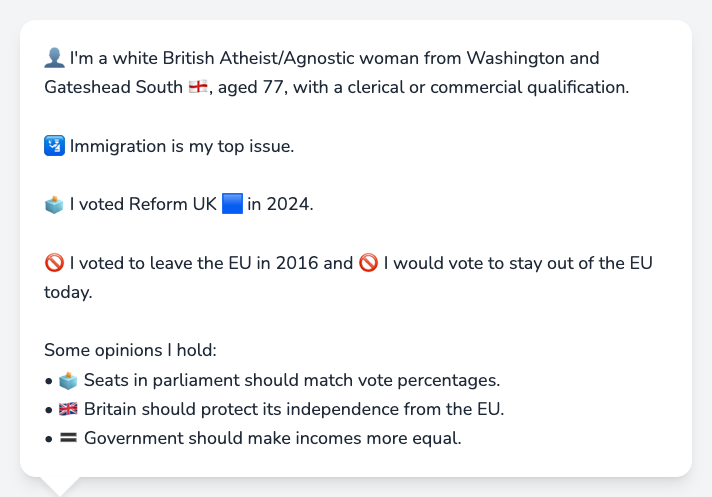 👤 I'm a white British Atheist/Agnostic woman from Washington and
Gateshead South 🏴󠁧󠁢󠁥󠁮󠁧󠁿, aged 77, with a clerical or commercial qualification.
🛂 Immigration is my top issue.
🗳️ I voted Reform UK 🟦 in 2024.
🚫 I voted to leave the EU in 2016 and 🚫 I would vote to stay out of the EU
today.
Some opinions I hold:
• 🗳️ Seats in parliament should match vote percentages.
• 🇬🇧 Britain should protect its independence from the EU.
• 🟰 Government should make incomes more equal.